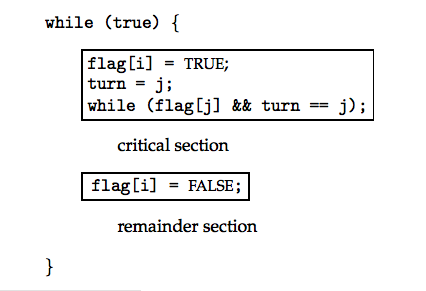 while (true) {
flag[i] = TRUE;
turn = j;
while (flag[j] && turn == j);
critical section
flag[i] = FALSE;
remainder section
}